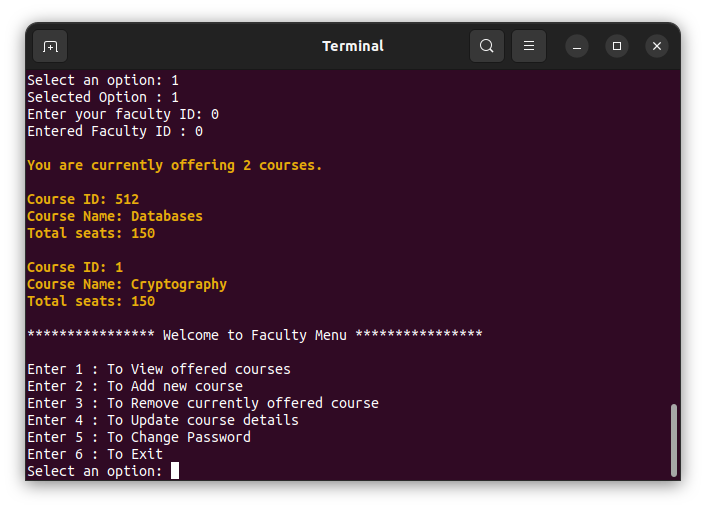 Terminal
Select an option: 1
Selected Option : 1
Enter your faculty ID: 0
Entered Faculty ID : 0
You are currently offering 2 courses.
Course ID: 512
Course Name: Databases
Total seats: 150
Course ID: 1
Course Name: Cryptography
Total seats: 150
**************** Welcome to Faculty Menu ****************
Enter 1 : To View offered courses
Enter 2 : To Add new course
Enter 3 : To Remove currently offered course
Enter 4 : To Update course details
Enter 5 : To Change Password
Enter 6 : To Exit
Select an option: